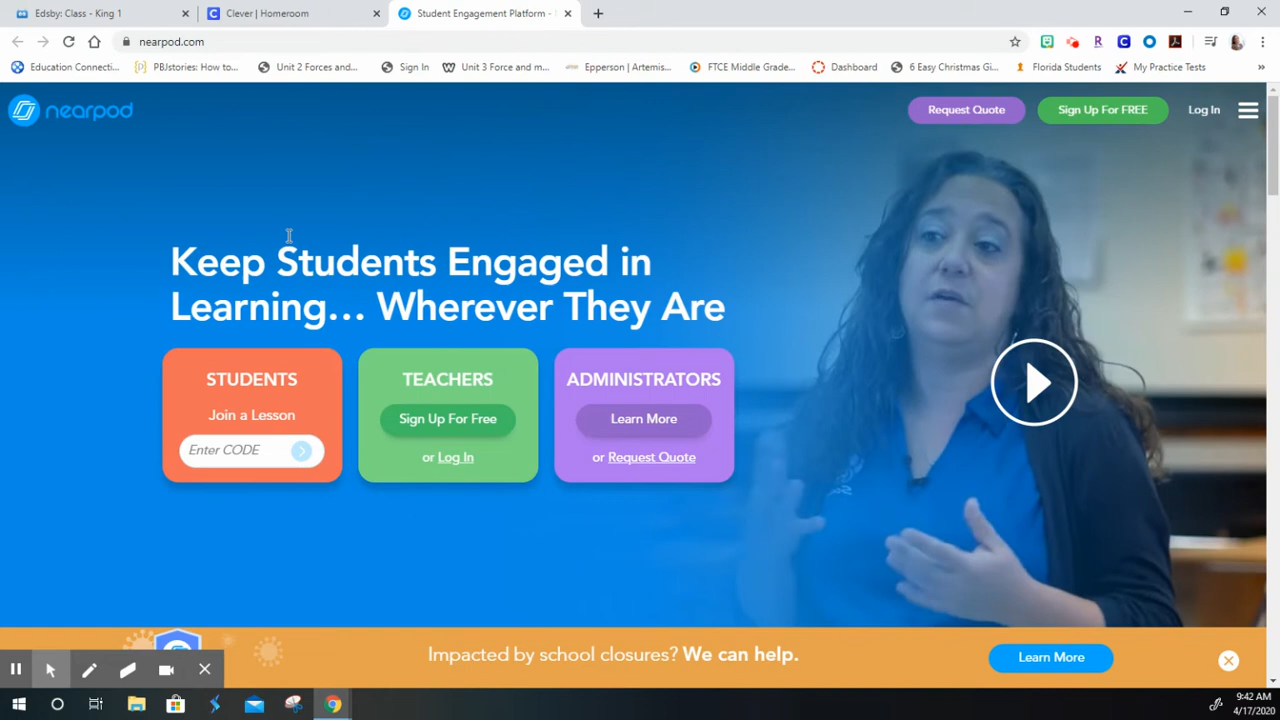 Edsby: Class - King 1
Clever | Homeroom
Student Engagement Platform -
nearpod.com
Education Connecti...
PBJstories: How to...
Unit 2 Forces and...
Sign In
Unit 3 Force and m...
Epperson | Artemis...
FTCE Middle Grade...
Dashboard
6 Easy Christmas Gi...
Florida Students
My Practice Tests
nearpod
Request Quote
Sign Up For FREE
Log In
Keep Students Engaged in
Learning... Wherever They Are
STUDENTS
Join a Lesson
Enter CODE
TEACHERS
Sign Up For Free
or Log In
ADMINISTRATORS
Learn More
or Request Quote
Impacted by school closures? We can help.
Learn More
9:42 AM
4/17/2020